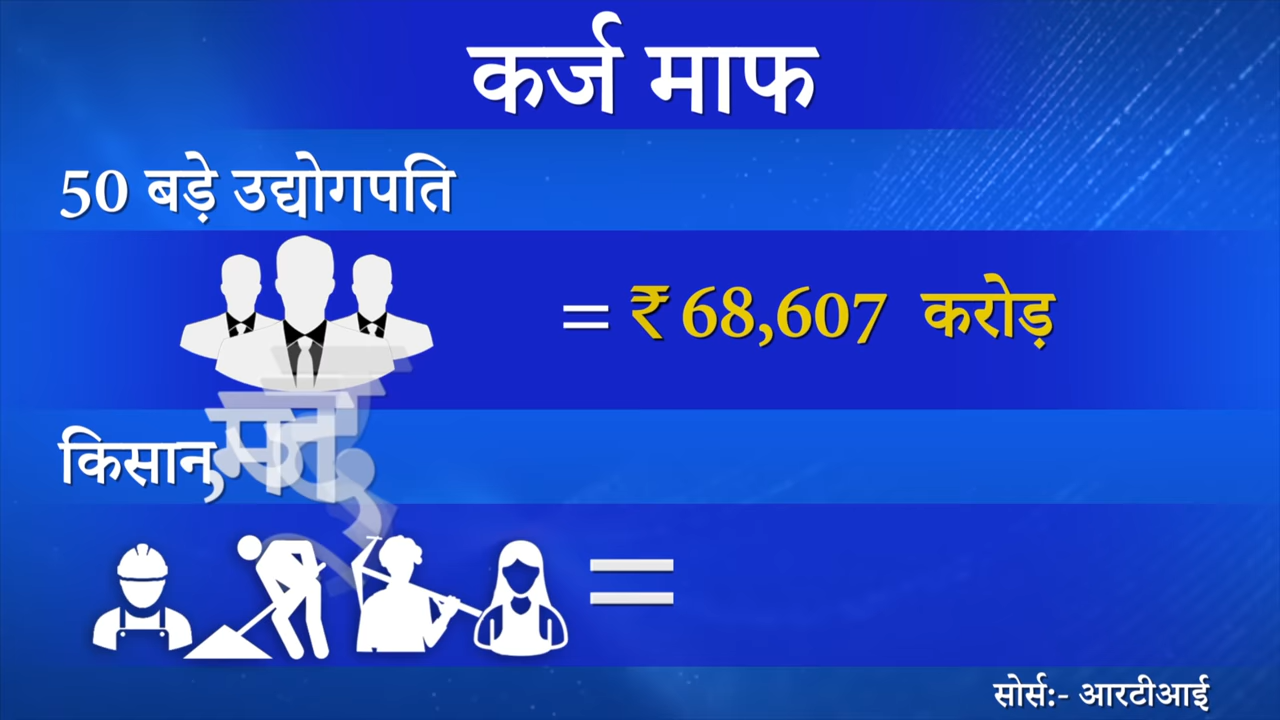 कर्ज माफ
50 बड़े उद्योगपति
= ₹ 68,607 करोड़
किसान,
=
सोर्स:- आरटीआई